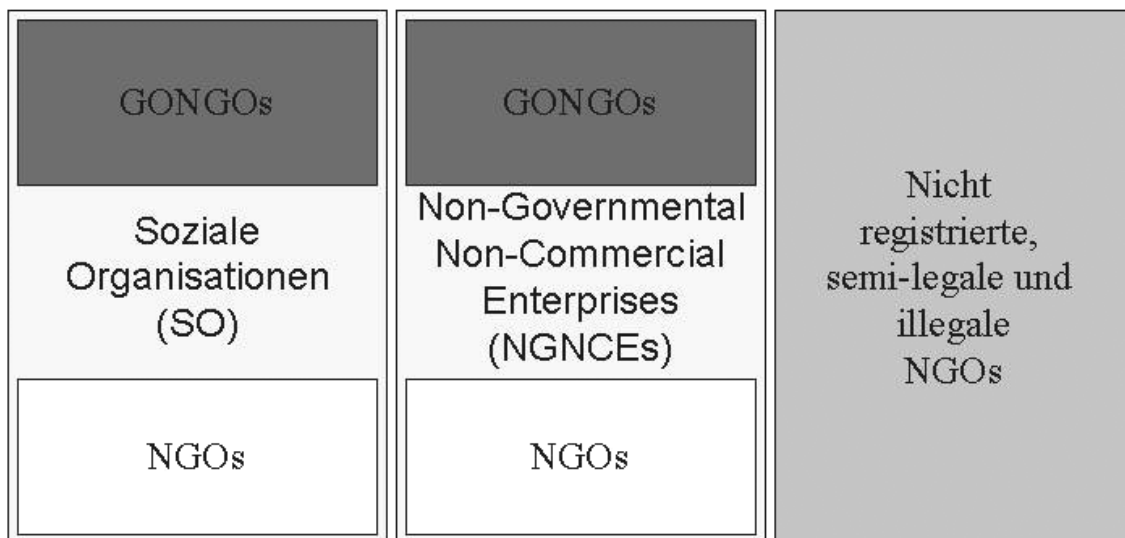 GONGOs
Soziale
Organisationen
(SO)
NGOs
GONGOs
Non-Governmental
Non-Commercial
Enterprises
(NGNCEs)
NGOs
Nicht
registrierte,
semi-legale und
illegale
NGOs